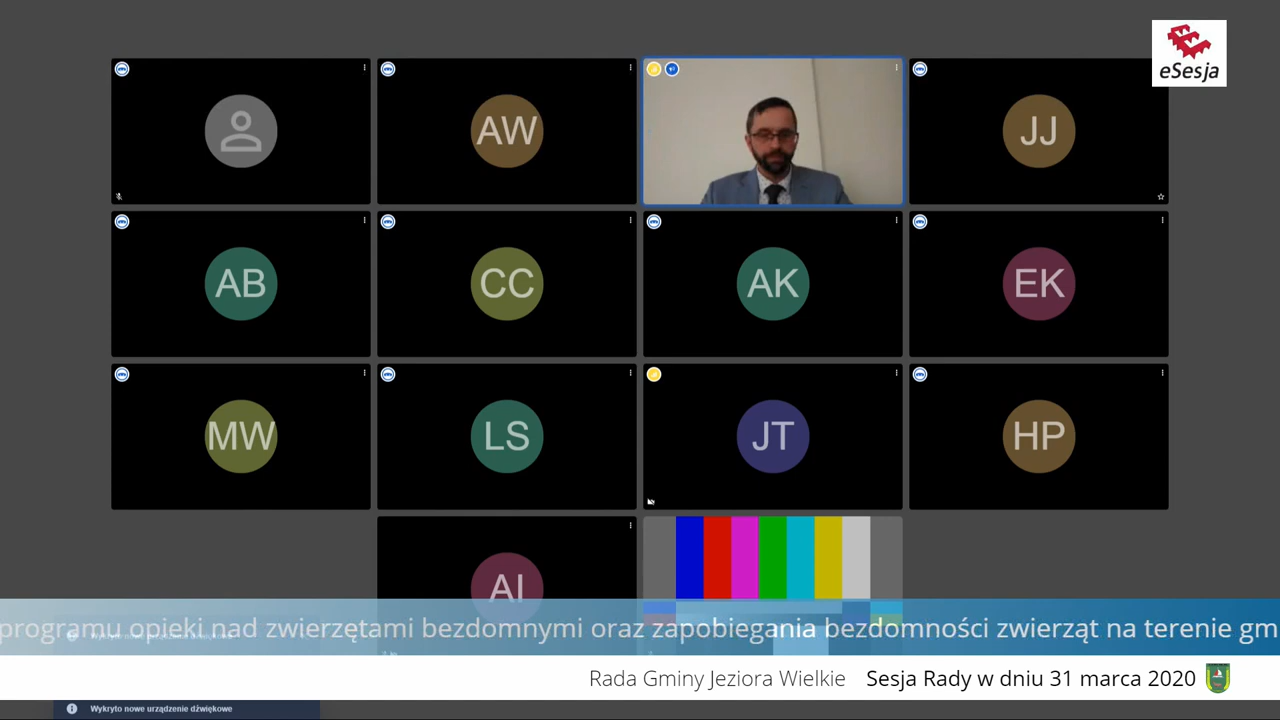 eSesja
AW
JJ
AB
CC
AK
EK
MW
LS
JT
HP
AI
programu opieki nad zwierzętami bezdomnymi oraz zapobiegania bezdomności zwierząt na terenie gm
Rada Gminy Jeziora Wielkie Sesja Rady w dniu 31 marca 2020
Wykryto nowe urządzenie dźwiękowe